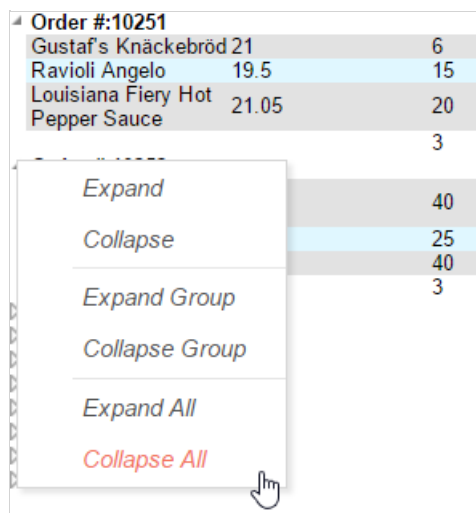 Order #:10251
Gustaf's Knäckebröd 21 6
Ravioli Angelo 19.5 15
Louisiana Fiery Hot
Pepper Sauce 21.05 20
3
Expand
40
Collapse 25
40
Expand Group 3
Collapse Group
Expand All
Collapse All